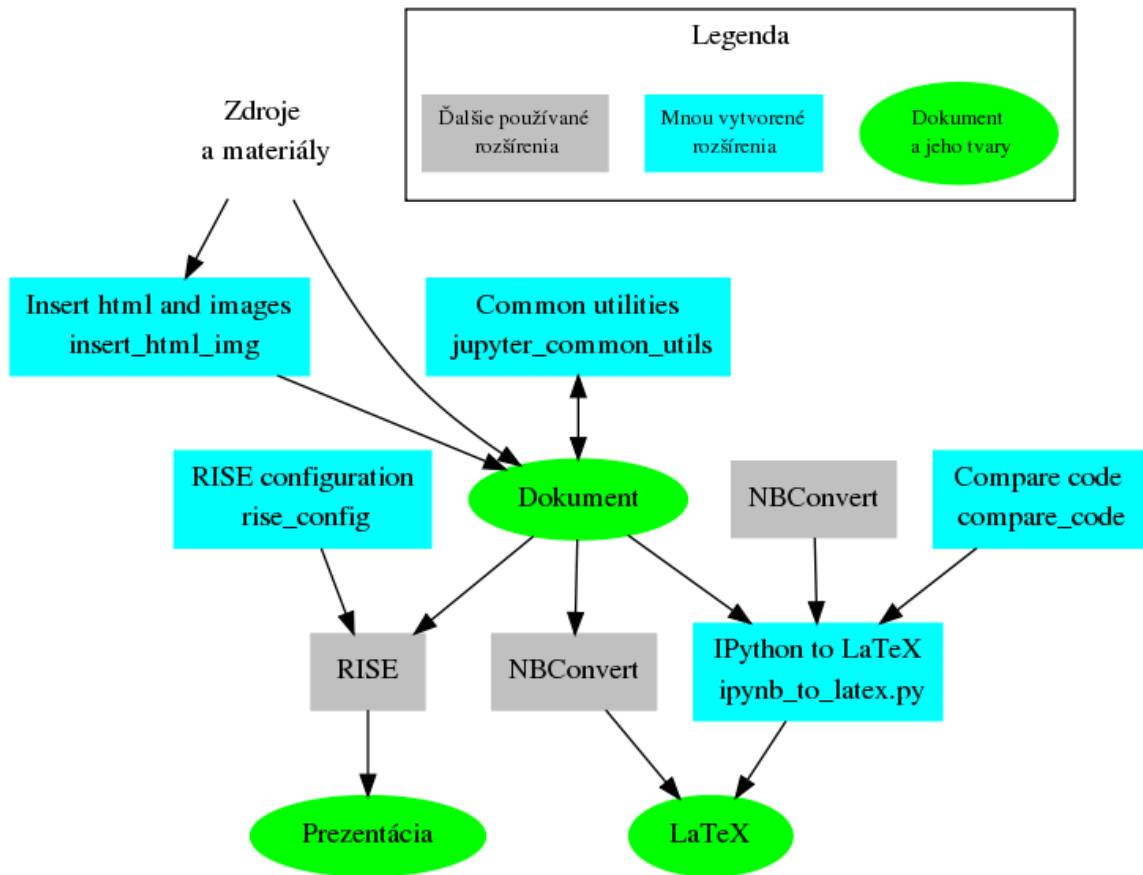 Legenda
Ďalšie používané
rozšírenia
Mnou vytvorené
rozšírenia
Dokument
a jeho tvary
Zdroje
a materiály
Insert html and images
insert_html_img
Common utilities
jupyter_common_utils
RISE configuration
rise_config
Dokument
NBConvert
Compare code
compare_code
RISE
NBConvert
IPython to LaTeX
ipynb_to_latex.py
Prezentácia
LaTeX